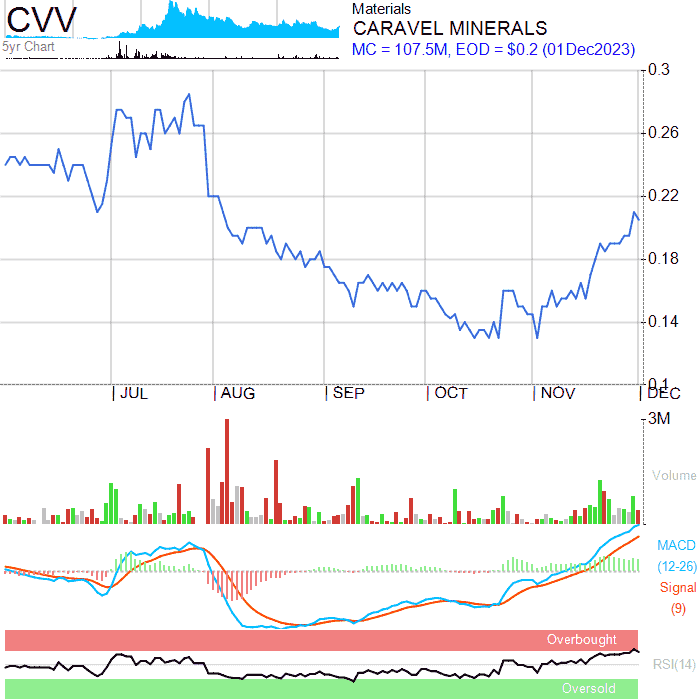 CVV
5yr Chart
Materials
CARAVEL MINERALS
MC = 107.5M, EOD = $0.2 (01Dec2023)
0.3
0.26
0.22
0.18
0.14
0.1
JUL AUG SEP OCT NOV DEC
3M
Volume
MACD
(12-26)
Signal
(9)
Overbought
RSI(14)
Oversold